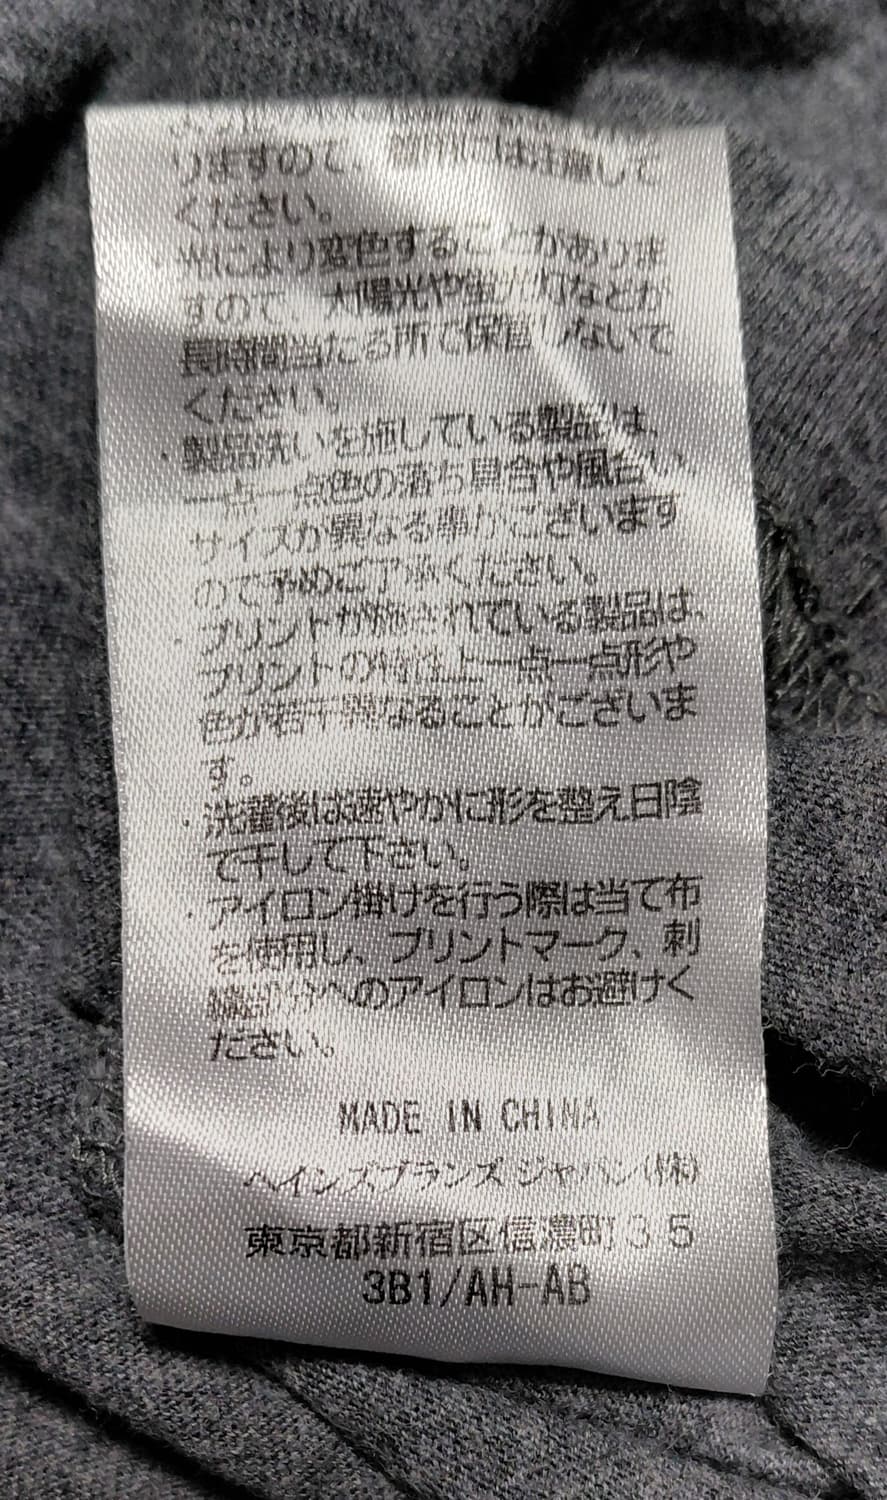 りますので、着用には注意して
ください。
・光により変色することがありま
すので、太陽光や蛍光灯などが
長時間当たる所で保管しないで
ください。
・製品洗いを施している製品は、
一点一点色の落ち具合や風合い、
サイズが異なる事がございます
ので予めご了承ください。
・プリントが施されている製品は、
プリントの特性上一点一点形や
色が若干異なることがございま
す。
・洗濯後は速やかに形を整え日陰
で干して下さい。
・アイロン掛けを行う際は当て布
を使用し、プリントマーク、刺
繍部分へのアイロンはお避けく
ださい。
MADE IN CHINA
ヘインズブランズ ジャパン(株)
東京都新宿区信濃町35
3B1/AH-AB